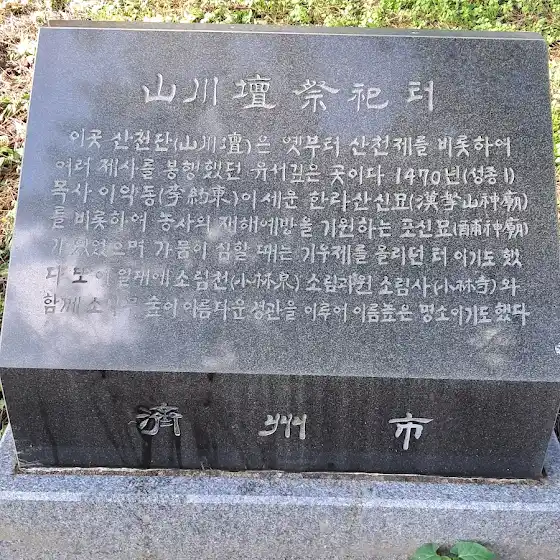 山川壇祭祀터
이곳 산천단(山川壇)은 옛부터 산천제를 비롯하여
여러 제사를 봉행했던 유서깊은 곳이다 1470년(성종1)
목사 이약동(李約東)이 세운 한라산신묘(漢拏山神廟)
를 비롯하여 농사의 재해예방을 기원하는 포신묘(酺神廟)
가 있었으며 가뭄이 심할 때는 기우제를 올리던 터이기도 했
다 또 이 일대에 소림천(小林泉) 소림과원 소림사(小林寺)와
함께 소나무 숲이 아름다운 경관을 이루어 이름높은 명소이기도 했다
濟州市